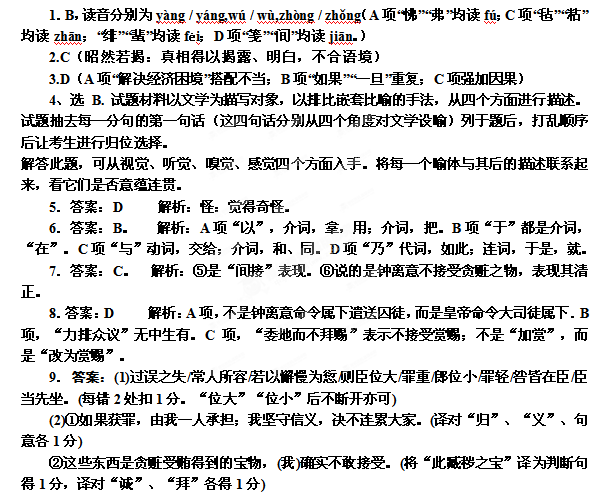 1. B,读音分别为 yàng / yáng,wú / wù,zhòng / zhǒng(A 项“怫”“弗”均读 fú；C 项“毡”“粘”
均读 zhān；“绯”“蜚”均读 fēi； D 项“笺”“间”均读 jiān。)
2.C (昭然若揭：真相得以揭露、明白，不合语境)
3.D (A 项“解决经济困境”搭配不当；B 项“如果”“一旦”重复；C 项强加因果)
4、选 B. 试题材料以文学为描写对象，以排比嵌套比喻的手法，从四个方面进行描述。
试题抽去每一分句的第一句话（这四句话分别从四个角度对文学设喻）列于题后，打乱顺序
后让考生进行归位选择。
解答此题，可从视觉、听觉、嗅觉、感觉四个方面入手。将每一个喻体与其后的描述联系起
来，看它们是否意蕴连贯。
5. 答案：D 解析：怪：觉得奇怪。
6. 答案：B。 解析：A 项“以”，介词，拿，用；介词，把。B 项“于”都是介词，
“在”。C 项“与”动词，交给；介词，和、同。D 项“乃”代词，如此；连词，于是，就。
7. 答案：C。 解析：⑤是“间接”表现。⑥说的是钟离意不接受贪赃之物，表现其清
正。
8. 答案：D 解析：A 项，不是钟离意命令属下遣送囚徒，而是皇帝命令大司徒属下．B
项，“力排众议”无中生有。C 项，“委地而不拜赐”表示不接受赏赐；不是“加赏”，而
是“改为赏赐”。
9. 答案：(1)过误之失/常人所容/若以懈慢为愆/则臣位大/罪重/郎位小/罪轻/咎皆在臣/臣
当先坐。(每错 2 处扣 1 分。“位大”“位小”后不断开亦可)
(2)①如果获罪，由我一人承担；我坚守信义，决不连累大家。(译对“归”、“义”、句
意各 1 分)
②这些东西是贪赃受贿得到的宝物，(我)确实不敢接受。(将“此臧秽之宝”译为判断句
得 1 分，译对“诚”、“拜”各得 1 分)